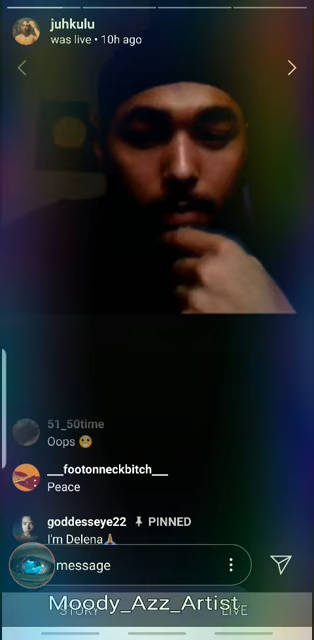 juhkulu
was live • 10h ago
51_50time
Oops 😬
___footonneckbitch___
Peace
goddesseye22 PINNED
I'm Delena🙏
message
Moody_Azz_Artist
STORY LIVE